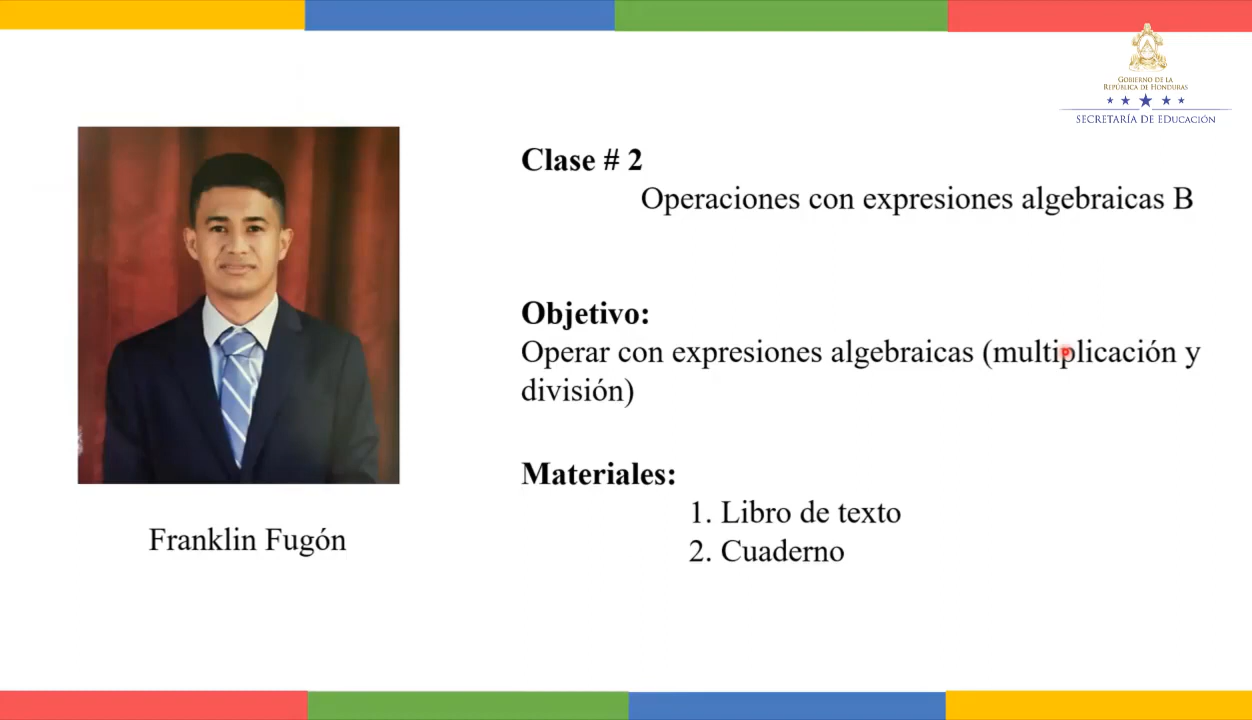 GOBIERNO DE LA
REPÚBLICA DE HONDURAS
SECRETARÍA DE EDUCACIÓN
Clase # 2
Operaciones con expresiones algebraicas B
Objetivo:
Operar con expresiones algebraicas (multiplicación y
división)
Materiales:
1. Libro de texto
2. Cuaderno
Franklin Fugón